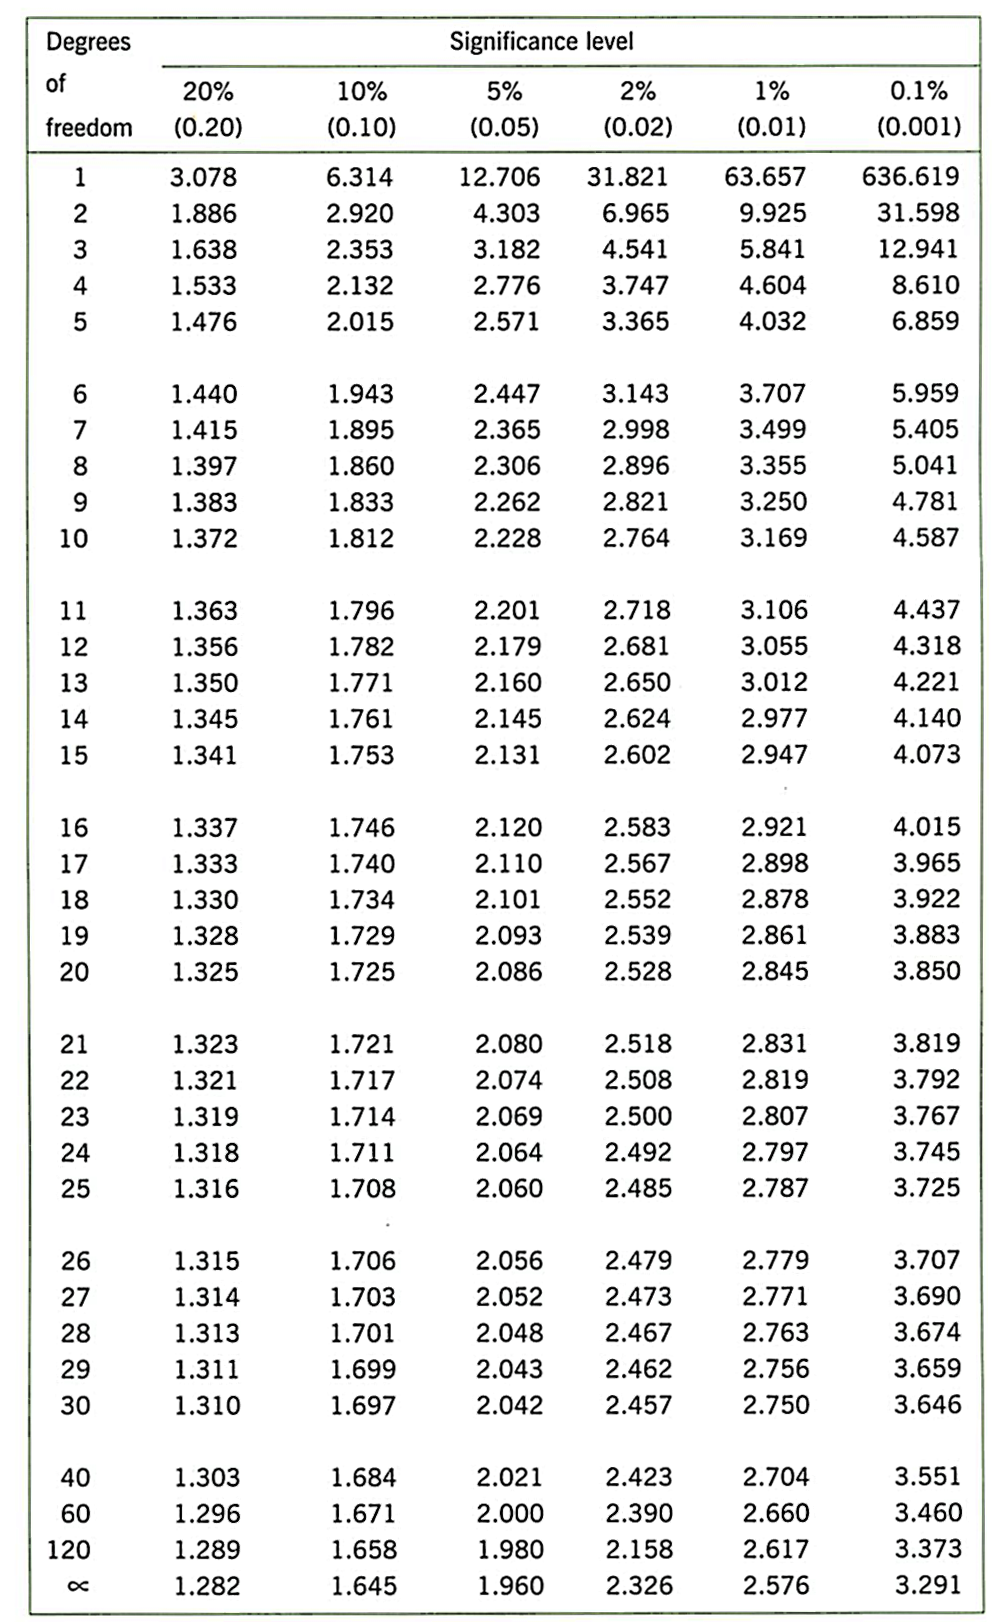 Degrees Significance level
of 20% 10% 5% 2% 1% 0.1%
freedom (0.20) (0.10) (0.05) (0.02) (0.01) (0.001)
1 3.078 6.314 12.706 31.821 63.657 636.619
2 1.886 2.920 4.303 6.965 9.925 31.598
3 1.638 2.353 3.182 4.541 5.841 12.941
4 1.533 2.132 2.776 3.747 4.604 8.610
5 1.476 2.015 2.571 3.365 4.032 6.859
6 1.440 1.943 2.447 3.143 3.707 5.959
7 1.415 1.895 2.365 2.998 3.499 5.405
8 1.397 1.860 2.306 2.896 3.355 5.041
9 1.383 1.833 2.262 2.821 3.250 4.781
10 1.372 1.812 2.228 2.764 3.169 4.587
11 1.363 1.796 2.201 2.718 3.106 4.437
12 1.356 1.782 2.179 2.681 3.055 4.318
13 1.350 1.771 2.160 2.650 3.012 4.221
14 1.345 1.761 2.145 2.624 2.977 4.140
15 1.341 1.753 2.131 2.602 2.947 4.073
16 1.337 1.746 2.120 2.583 2.921 4.015
17 1.333 1.740 2.110 2.567 2.898 3.965
18 1.330 1.734 2.101 2.552 2.878 3.922
19 1.328 1.729 2.093 2.539 2.861 3.883
20 1.325 1.725 2.086 2.528 2.845 3.850
21 1.323 1.721 2.080 2.518 2.831 3.819
22 1.321 1.717 2.074 2.508 2.819 3.792
23 1.319 1.714 2.069 2.500 2.807 3.767
24 1.318 1.711 2.064 2.492 2.797 3.745
25 1.316 1.708 2.060 2.485 2.787 3.725
26 1.315 1.706 2.056 2.479 2.779 3.707
27 1.314 1.703 2.052 2.473 2.771 3.690
28 1.313 1.701 2.048 2.467 2.763 3.674
29 1.311 1.699 2.043 2.462 2.756 3.659
30 1.310 1.697 2.042 2.457 2.750 3.646
40 1.303 1.684 2.021 2.423 2.704 3.551
60 1.296 1.671 2.000 2.390 2.660 3.460
120 1.289 1.658 1.980 2.158 2.617 3.373
∝ 1.282 1.645 1.960 2.326 2.576 3.291